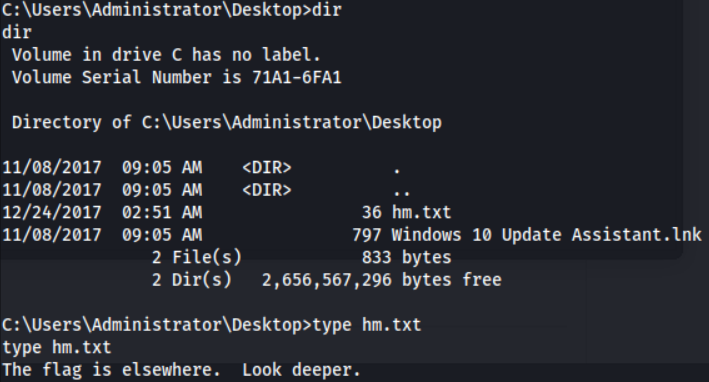 C:\Users\Administrator\Desktop>dir
dir
 Volume in drive C has no label.
 Volume Serial Number is 71A1-6FA1

 Directory of C:\Users\Administrator\Desktop

11/08/2017  09:05 AM    <DIR>          .
11/08/2017  09:05 AM    <DIR>          ..
12/24/2017  02:51 AM                36 hm.txt
11/08/2017  09:05 AM               797 Windows 10 Update Assistant.lnk
               2 File(s)            833 bytes
               2 Dir(s)   2,656,567,296 bytes free

C:\Users\Administrator\Desktop>type hm.txt
type hm.txt
The flag is elsewhere.  Look deeper.